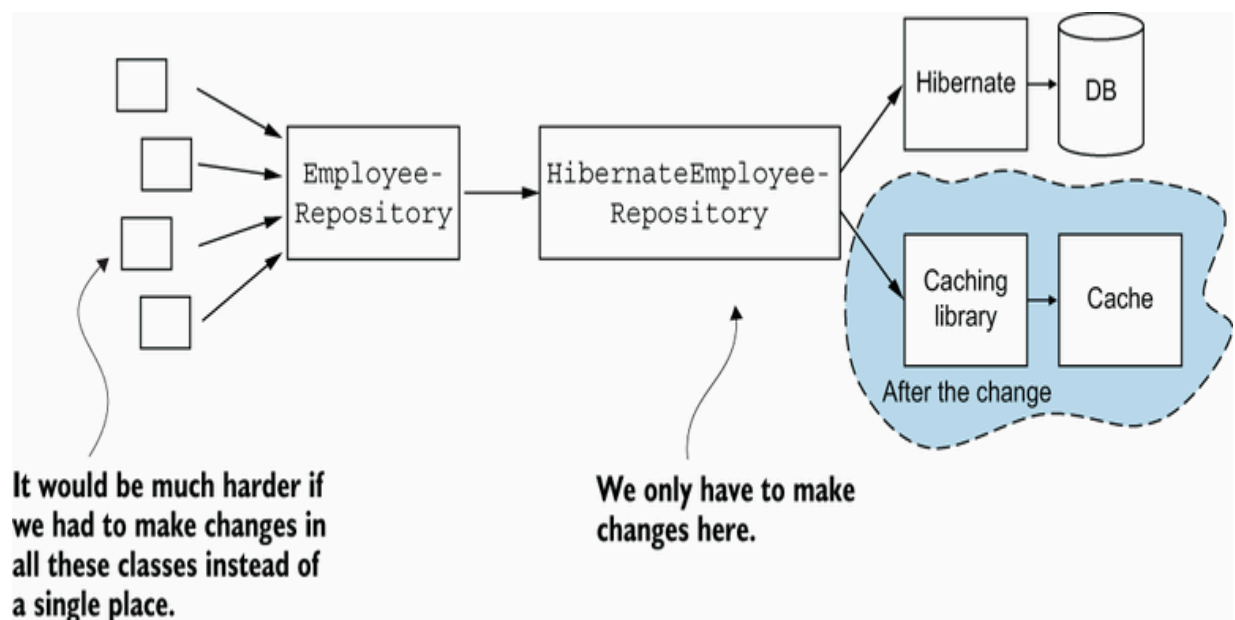 Hibernate
DB
Employee-
Repository
HibernateEmployee-
Repository
Caching
library
Cache
After the change
It would be much harder if
we had to make changes in
all these classes instead of
a single place.
We only have to make
changes here.